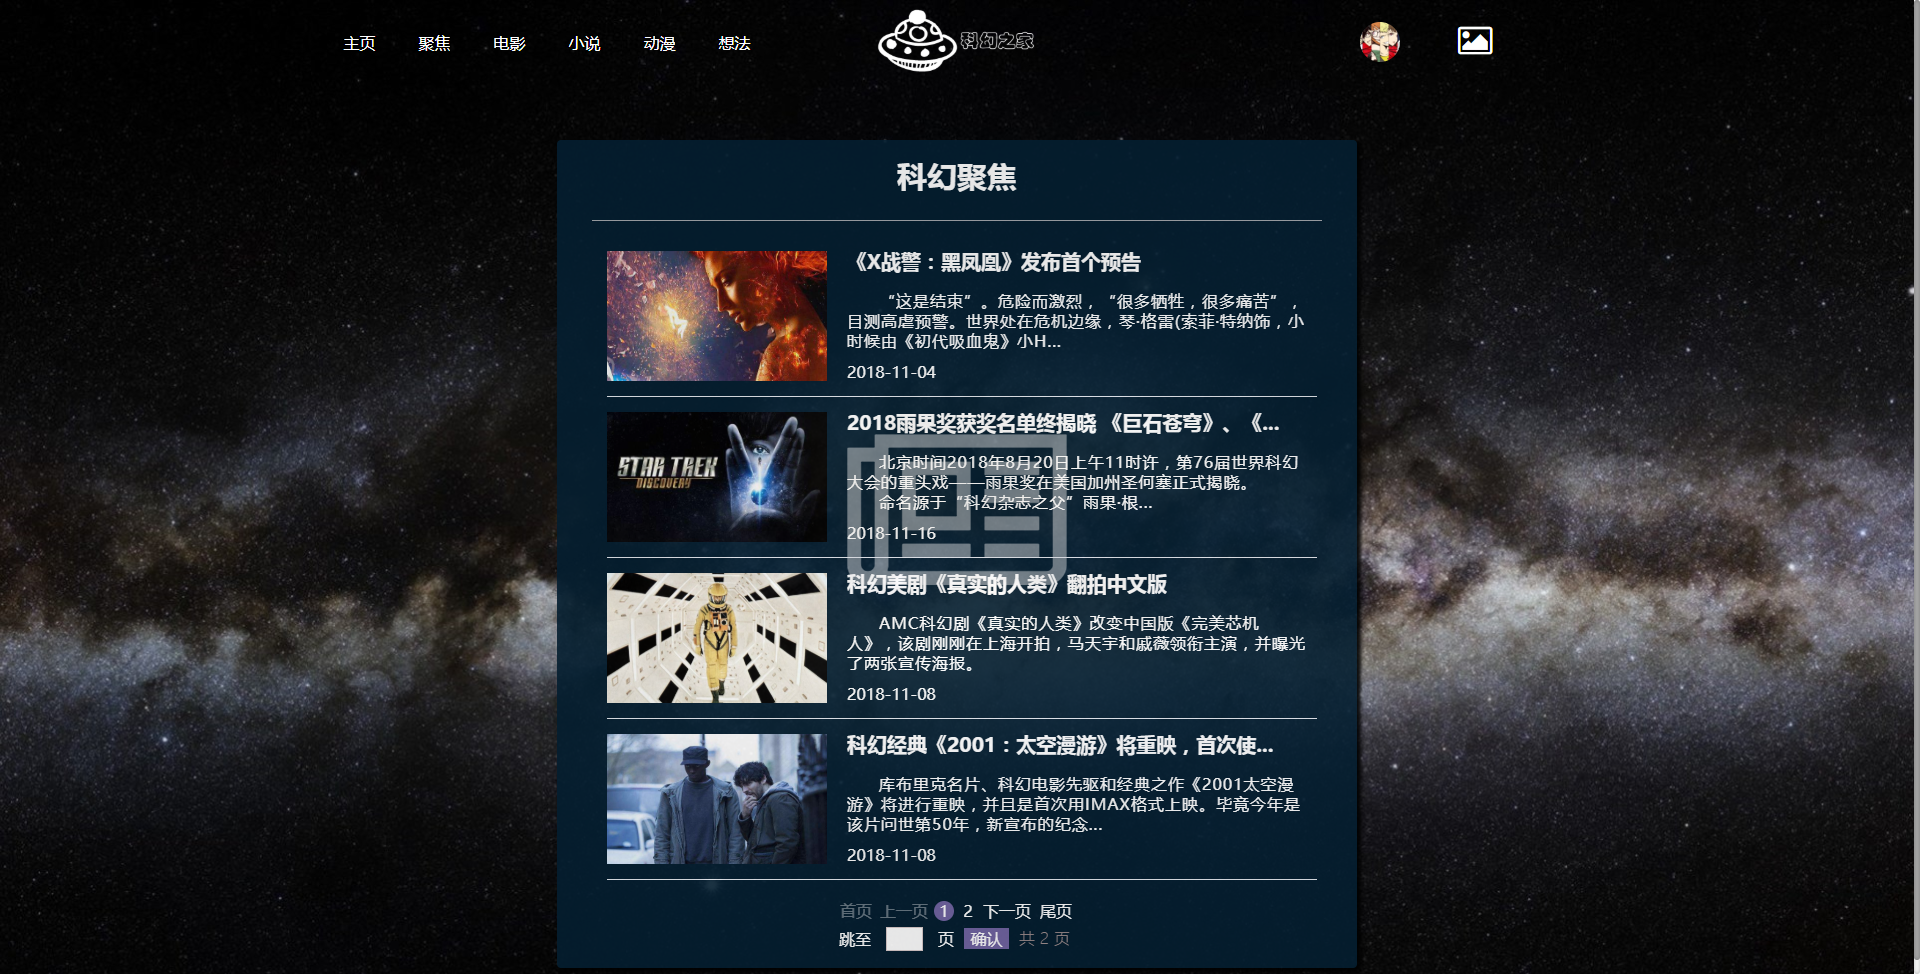 主页 聚焦 电影 小说 动漫 想法
科幻之家
科幻聚焦
《X战警：黑凤凰》发布首个预告
“这是结束”。危险而激烈，“很多牺牲，很多痛苦”，
目测高虐预警。世界处在危机边缘，琴·格雷(索菲·特纳饰，小
时候由《初代吸血鬼》小H...
2018-11-04
STAR TREK
DISCOVERY
2018雨果奖获奖名单终揭晓 《巨石苍穹》、《...
北京时间2018年8月20日上午11时许，第76届世界科幻
大会的重头戏——雨果奖在美国加州圣何塞正式揭晓。
命名源于“科幻杂志之父”雨果·根...
2018-11-16
科幻美剧《真实的人类》翻拍中文版
AMC科幻剧《真实的人类》改变中国版《完美芯机
人》，该剧刚刚在上海开拍，马天宇和戚薇领衔主演，并曝光
了两张宣传海报。
2018-11-08
科幻经典《2001：太空漫游》将重映，首次使...
库布里克名片、科幻电影先驱和经典之作《2001太空漫
游》将进行重映，并且是首次用IMAX格式上映。毕竟今年是
该片问世第50年，新宣布的纪念...
2018-11-08
首页 上一页 1 2 下一页 尾页
跳至 页 确认 共 2 页